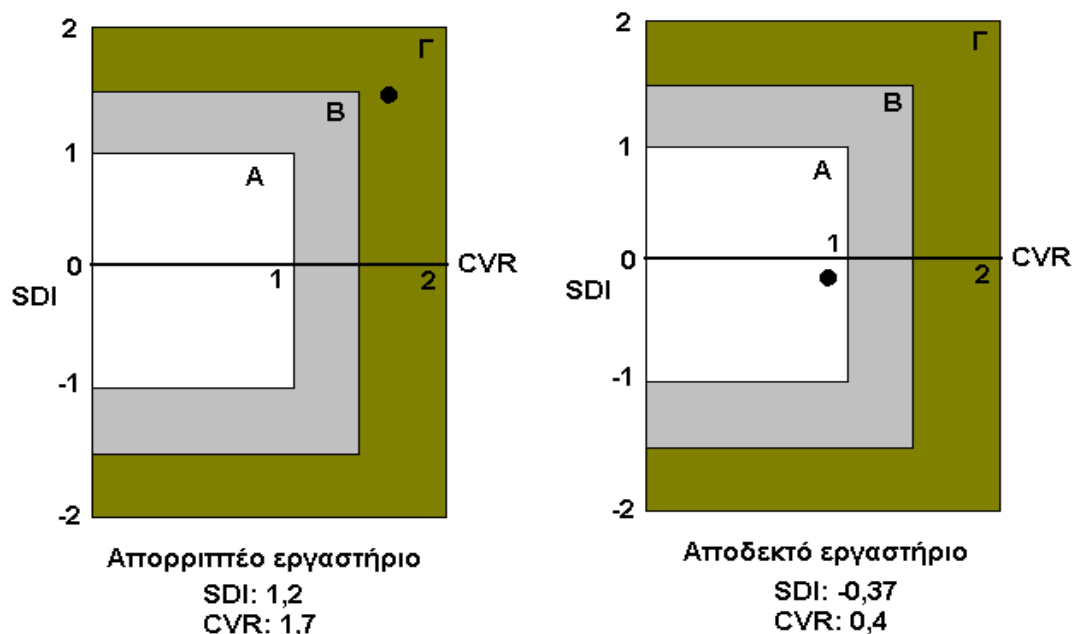 2
Γ
B
1
A
0
1
2
CVR
SDI
-1
-2
Απορριπτέο εργαστήριο
SDI: 1,2
CVR: 1,7
2
Γ
B
1
A
1
0
2
CVR
SDI
-1
-2
Αποδεκτό εργαστήριο
SDI: -0,37
CVR: 0,4